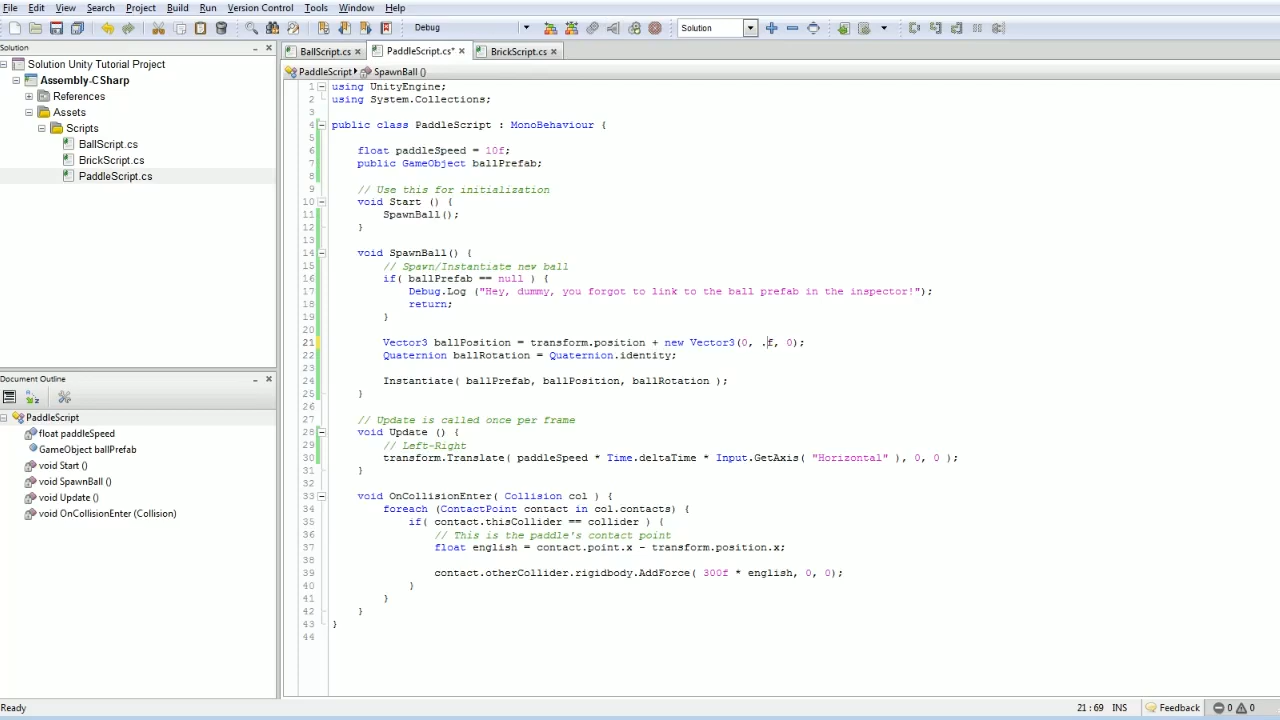 File Edit View Search Project Build Run Version Control Tools Window Help
Debug Solution
Solution
Solution Unity Tutorial Project
Assembly-CSharp
References
Assets
Scripts
BallScript.cs
BrickScript.cs
PaddleScript.cs
Document Outline
PaddleScript
float paddleSpeed
GameObject ballPrefab
void Start ()
void SpawnBall ()
void Update ()
void OnCollisionEnter (Collision)
BallScript.cs PaddleScript.cs* BrickScript.cs
PaddleScript SpawnBall ()
1 using UnityEngine;
2 using System.Collections;
3
4 public class PaddleScript : MonoBehaviour {
5
6 float paddleSpeed = 10f;
7 public GameObject ballPrefab;
8
9 // Use this for initialization
10 void Start () {
11 SpawnBall();
12 }
13
14 void SpawnBall() {
15 // Spawn/Instantiate new ball
16 if( ballPrefab == null ) {
17 Debug.Log ("Hey, dummy, you forgot to link to the ball prefab in the inspector!");
18 return;
19 }
20
21 Vector3 ballPosition = transform.position + new Vector3(0, .f, 0);
22 Quaternion ballRotation = Quaternion.identity;
23
24 Instantiate( ballPrefab, ballPosition, ballRotation );
25 }
26
27 // Update is called once per frame
28 void Update () {
29 // Left-Right
30 transform.Translate( paddleSpeed * Time.deltaTime * Input.GetAxis( "Horizontal" ), 0, 0 );
31 }
32
33 void OnCollisionEnter( Collision col ) {
34 foreach (ContactPoint contact in col.contacts) {
35 if( contact.thisCollider == collider ) {
36 // This is the paddle's contact point
37 float english = contact.point.x - transform.position.x;
38
39 contact.otherCollider.rigidbody.AddForce( 300f * english, 0, 0);
40 }
41 }
42 }
43 }
44
Ready 21 : 69 INS Feedback 0 0